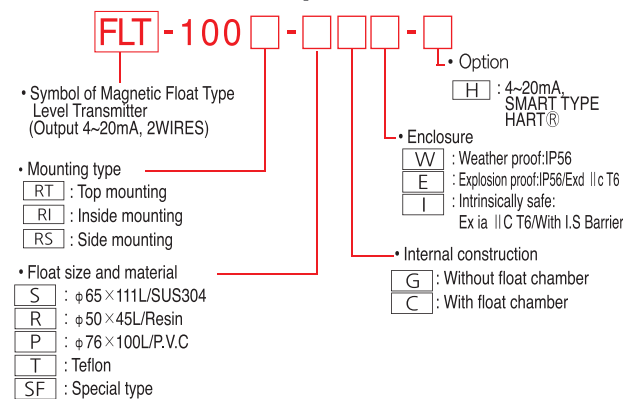 FLT-100□-□□□-□
• Symbol of Magnetic Float Type
Level Transmitter
(Output 4~20mA, 2WIRES)
• Mounting type
RT : Top mounting
RI : Inside mounting
RS : Side mounting
• Float size and material
S : φ65×111L/SUS304
R : φ50×45L/Resin
P : φ76×100L/P.V.C
T : Teflon
SF : Special type
• Option
H : 4~20mA,
SMART TYPE
HART®
• Enclosure
W : Weather proof:IP56
E : Explosion proof:IP56/Exd ⅡC T6
I : Intrinsically safe:
Ex ia ⅡC T6/With I.S Barrier
• Internal construction
G : Without float chamber
C : With float chamber